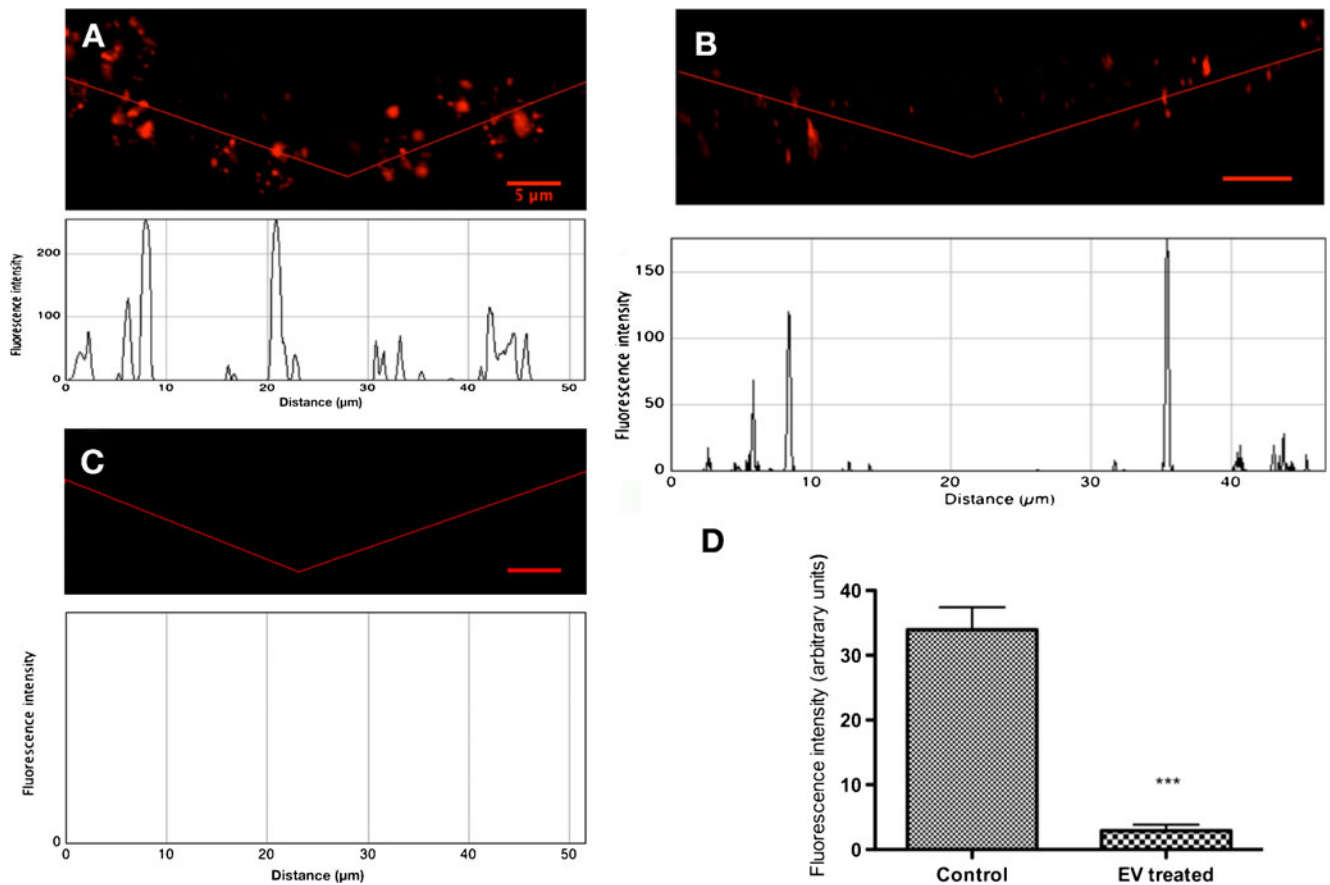 A
5 µm
Fluorescence intensity
200
100
0
0 10 20 30 40 50
Distance (µm)
B
Fluorescence intensity
150
100
50
0
0 10 20 30 40
Distance (µm)
C
Fluorescence intensity
0
0 10 20 30 40 50
Distance (µm)
D
Fluorescence intensity (arbitrary units)
40
30
20
10
0
***
Control EV treated